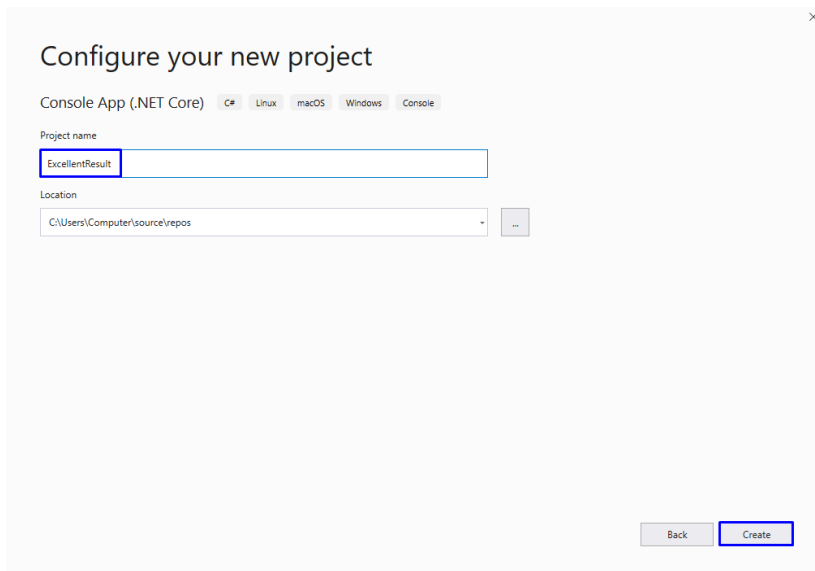 Configure your new project
Console App (.NET Core) C# Linux macOS Windows Console
Project name
ExcellentResult
Location
C:\Users\Computer\source\repos
...
Back Create